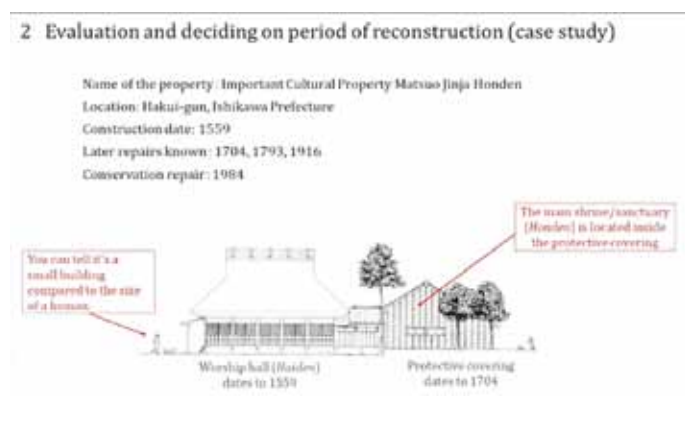 2 Evaluation and deciding on period of reconstruction (case study)
Name of the property: Important Cultural Property Matsuo Jinja Honden
Location: Hakui-gun, Ishikawa Prefecture
Construction date: 1559
Later repairs known: 1704, 1793, 1916
Conservation repair: 1984
The main shrine/sanctuary
(Honden) is located inside
the protective covering
You can tell it's a
small building
compared to the size
of a human.
Worship hall (Haiden)
dates to 1559
Protective covering
dates to 1704